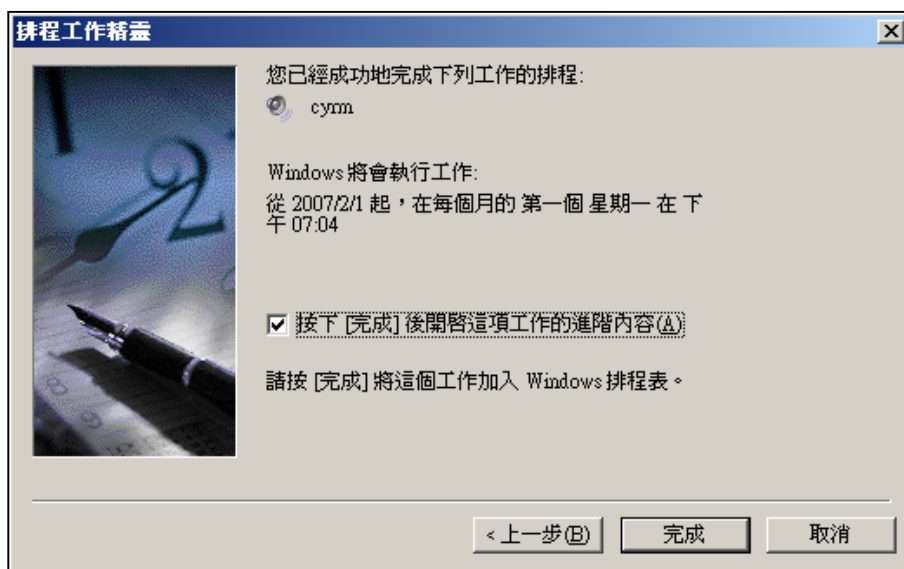 排程工作精靈
您已經成功地完成下列工作的排程:
cyrm
Windows 將會執行工作:
從 2007/2/1 起，在每個月的 第一個 星期一 在 下
午 07:04
按下 [完成] 後開啓這項工作的進階內容(A)
請按 [完成] 將這個工作加入 Windows 排程表。
< 上一步(B)
完成
取消